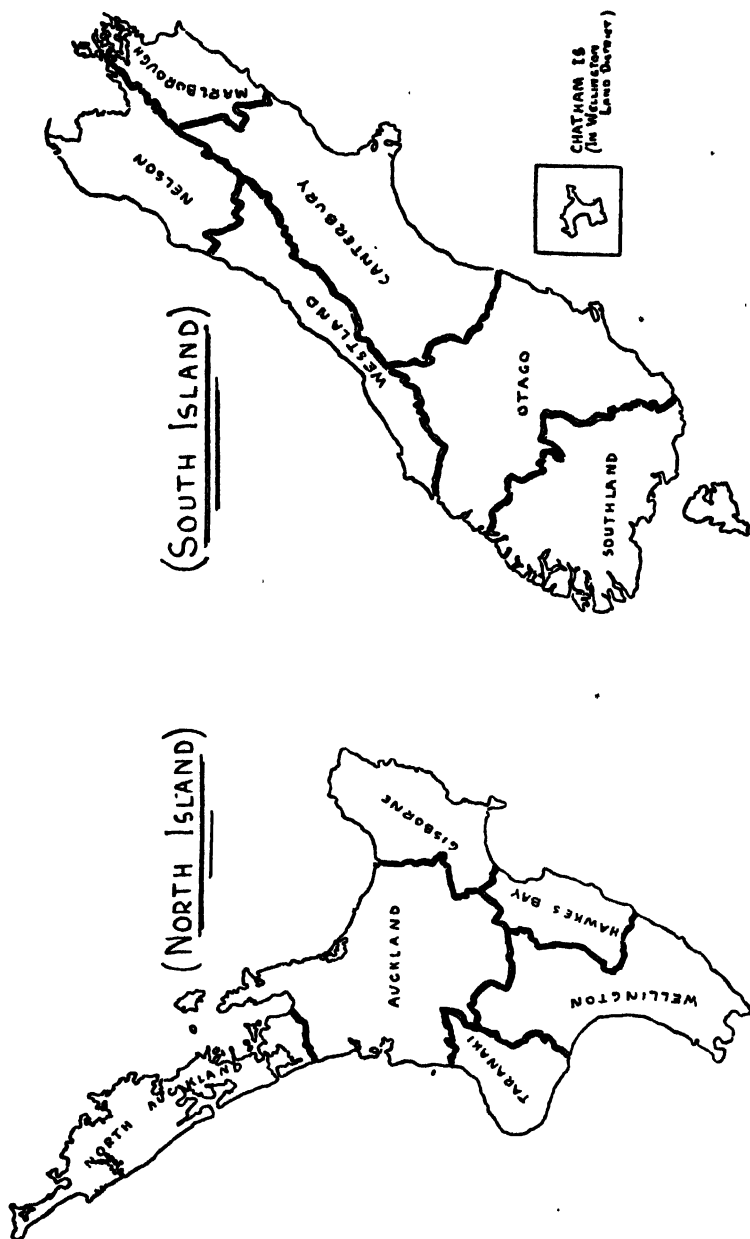 (NORTH ISLAND)
NORTH AUCKLAND
AUCKLAND
GISBORNE
TARANAKI
HAWKES BAY
WELLINGTON
(SOUTH ISLAND)
NELSON
MARLBOROUGH
WESTLAND
CANTERBURY
OTAGO
SOUTHLAND
CHATHAM IS
(IN WELLINGTON
LAND DISTRICT)